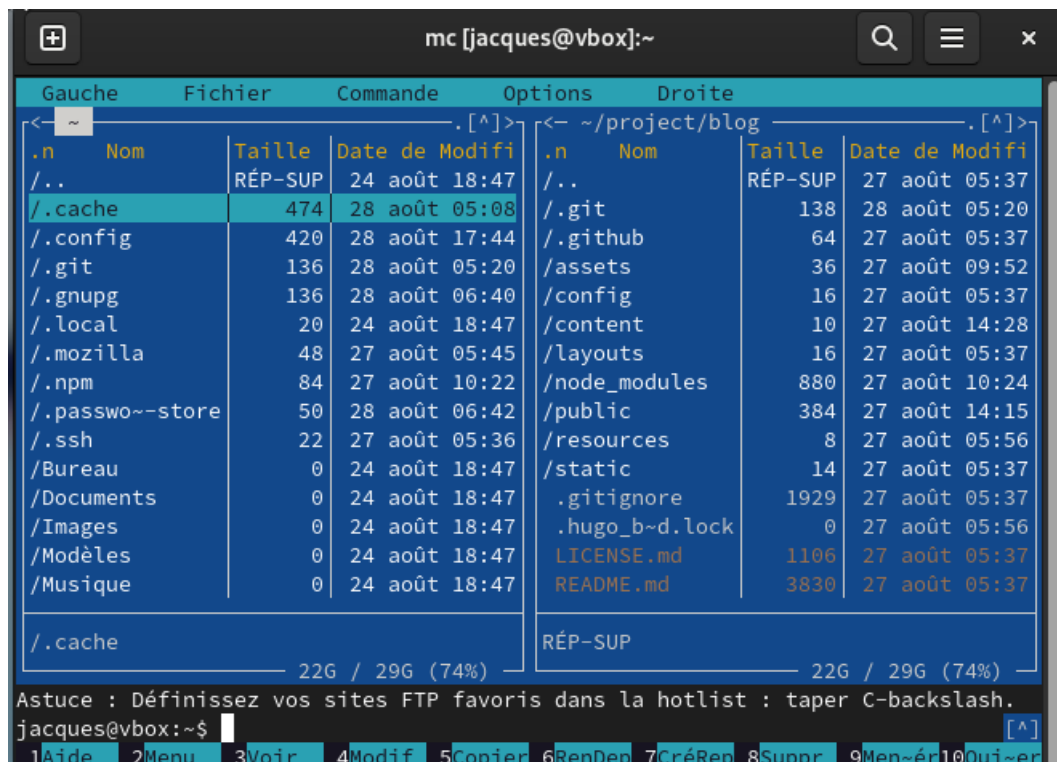 mc [jacques@vbox]:~
Gauche Fichier Commande Options Droite
<─ ~ .[^]> <─ ~/project/blog .[^]>
.n Nom Taille Date de Modifi .n Nom Taille Date de Modifi
/.. RÉP-SUP 24 août 18:47 /.. RÉP-SUP 27 août 05:37
/.cache 474 28 août 05:08 /.git 138 28 août 05:20
/.config 420 28 août 17:44 /.github 64 27 août 05:37
/.git 136 28 août 05:20 /assets 36 27 août 09:52
/.gnupg 136 28 août 06:40 /config 16 27 août 05:37
/.local 20 24 août 18:47 /content 10 27 août 14:28
/.mozilla 48 27 août 05:45 /layouts 16 27 août 05:37
/.npm 84 27 août 10:22 /node_modules 880 27 août 10:24
/.passwo~-store 50 28 août 06:42 /public 384 27 août 14:15
/.ssh 22 27 août 05:36 /resources 8 27 août 05:56
/Bureau 0 24 août 18:47 /static 14 27 août 05:37
/Documents 0 24 août 18:47 .gitignore 1929 27 août 05:37
/Images 0 24 août 18:47 .hugo_b~d.lock 0 27 août 05:56
/Modèles 0 24 août 18:47 LICENSE.md 1106 27 août 05:37
/Musique 0 24 août 18:47 README.md 3830 27 août 05:37
/.cache RÉP-SUP
22G / 29G (74%) 22G / 29G (74%)
Astuce : Définissez vos sites FTP favoris dans la hotlist : taper C-backslash.
jacques@vbox:~$ [^]
1Aide 2Menu 3Voir 4Modif 5Copier 6RenDep 7CréRep 8Suppr 9Men~ér 10Qui~er